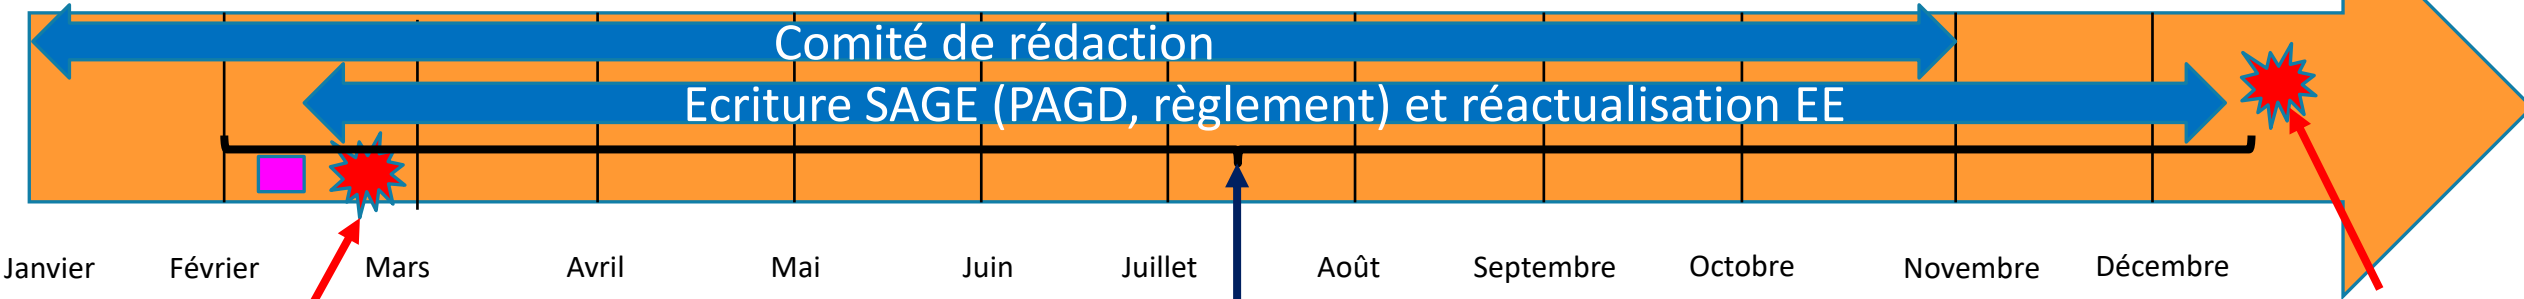 Comité de rédaction
Ecriture SAGE (PAGD, règlement) et réactualisation EE
Janvier Février Mars Avril Mai Juin Juillet Août Septembre Octobre Novembre Décembre